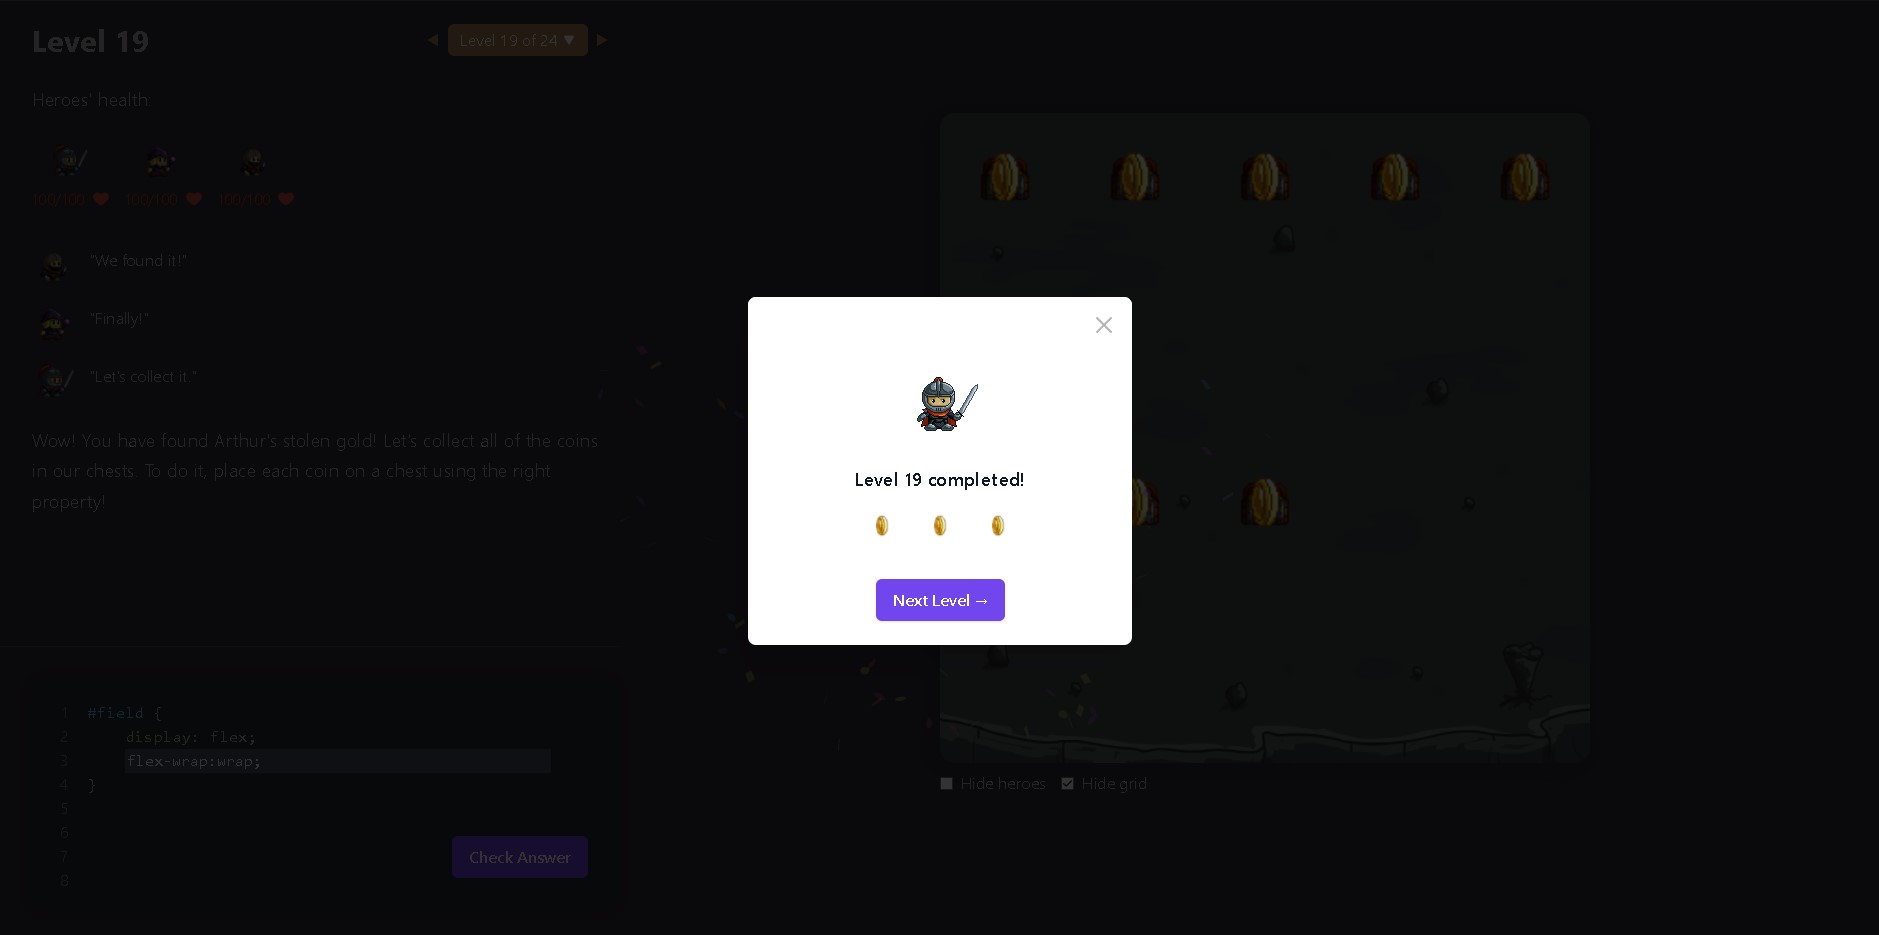 Level 19
Level 19 of 24 ▼
Heroes' health:
100/100
100/100
100/100
"We found it!"
"Finally!"
"Let's collect it."
Wow! You have found Arthur's stolen gold! Let's collect all of the coins
in our chests. To do it, place each coin on a chest using the right
property!
1 #field {
2 display: flex;
3 flex-wrap:wrap;
4 }
5
6
7
8
Check Answer
Level 19 completed!
Next Level →
Hide heroes
Hide grid